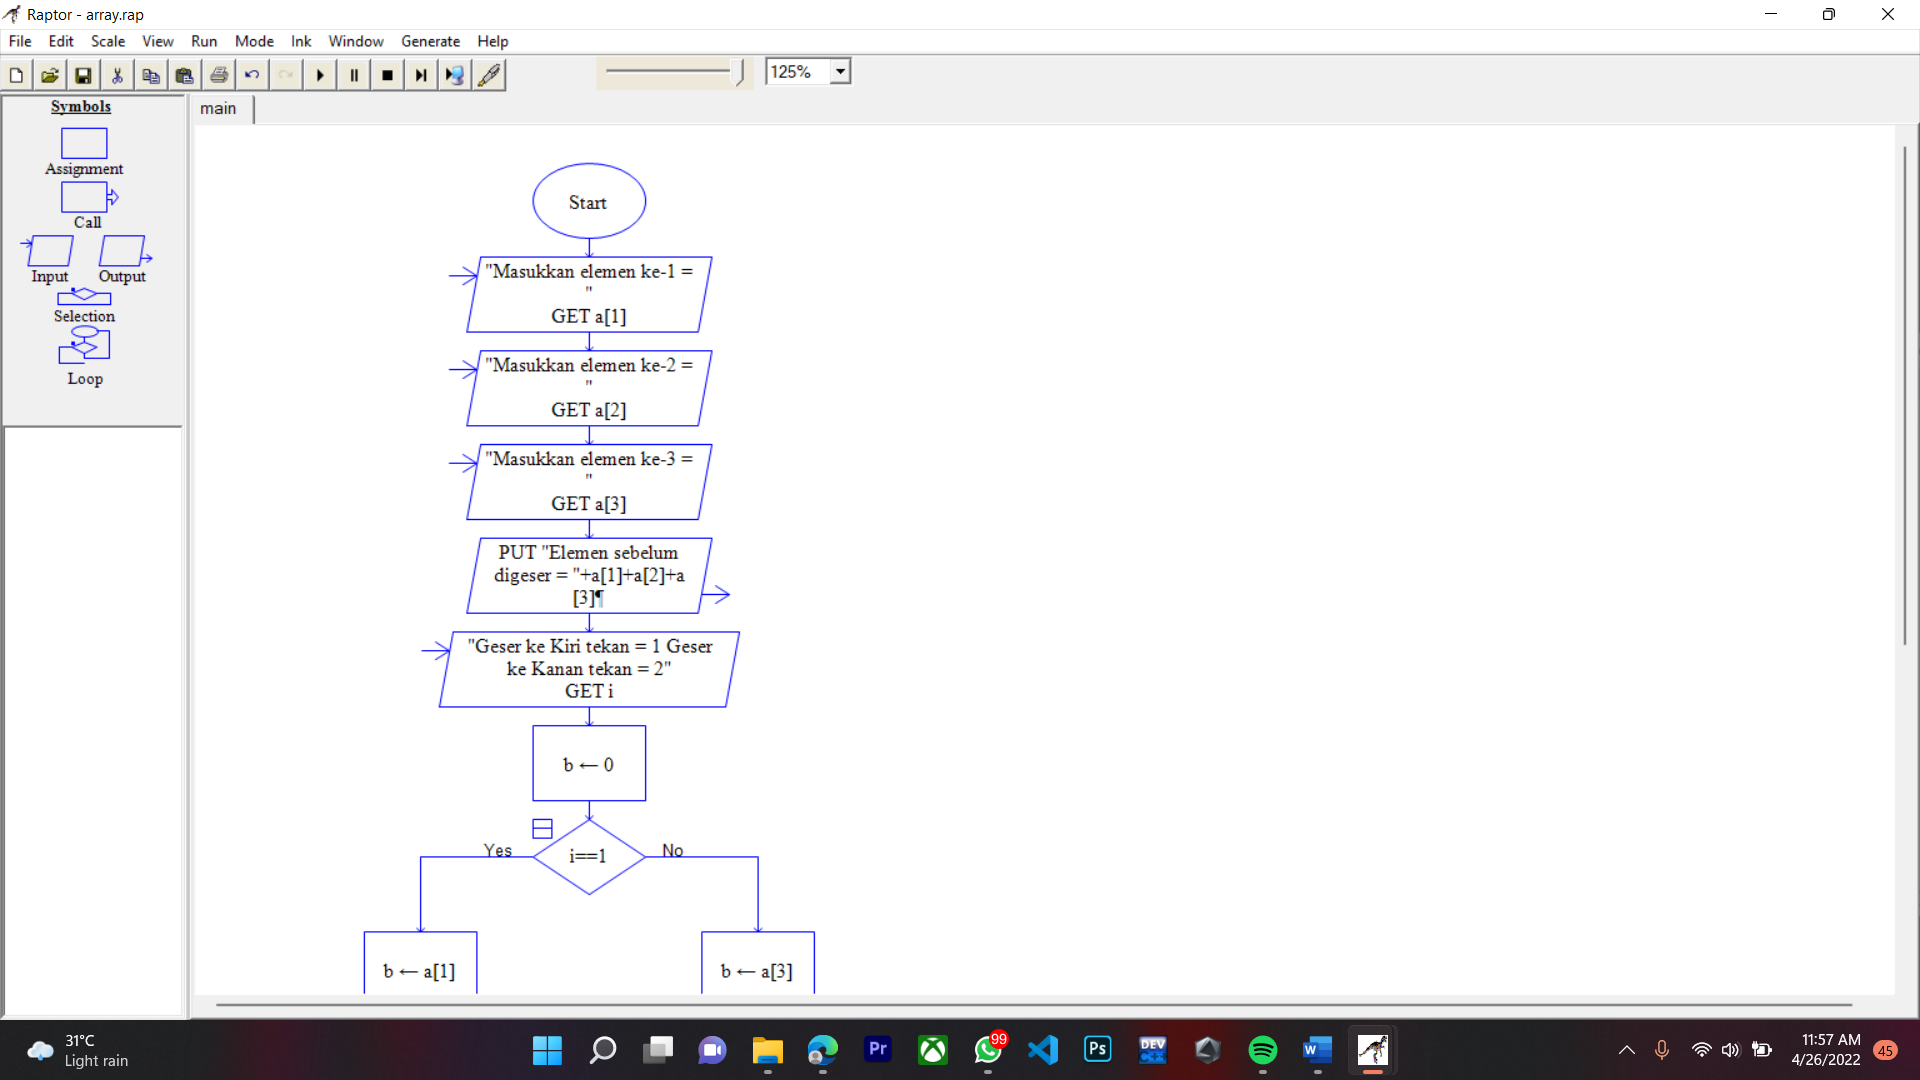 Raptor - array.rap
File Edit Scale View Run Mode Ink Window Generate Help
125%
Symbols
Assignment
Call
Input Output
Selection
Loop
main
Start
"Masukkan elemen ke-1 =
"
GET a[1]
"Masukkan elemen ke-2 =
"
GET a[2]
"Masukkan elemen ke-3 =
"
GET a[3]
PUT "Elemen sebelum
digeser = "+a[1]+a[2]+a
[3]¶
"Geser ke Kiri tekan = 1 Geser
ke Kanan tekan = 2"
GET i
b ← 0
Yes i==1 No
b ← a[1] b ← a[3]
31°C
Light rain
Pr
99
Ps
DEV
C++
W
11:57 AM
4/26/2022
45